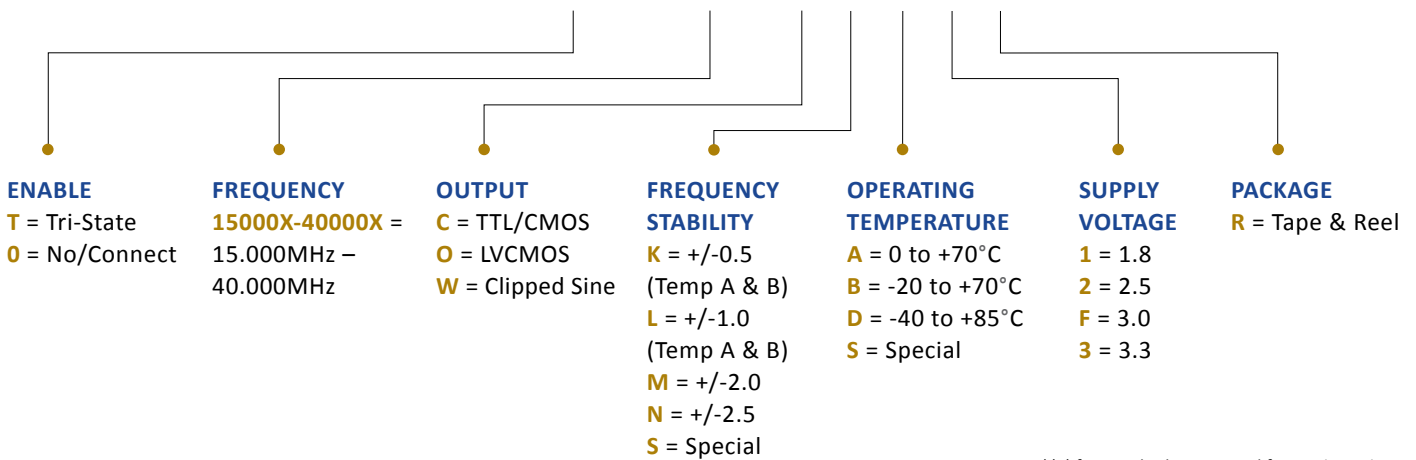 ENABLE
T = Tri-State
0 = No/Connect
FREQUENCY
15000X-40000X =
15.000MHz –
40.000MHz
OUTPUT
C = TTL/CMOS
O = LVCMOS
W = Clipped Sine
FREQUENCY
STABILITY
K = +/-0.5
(Temp A & B)
L = +/-1.0
(Temp A & B)
M = +/-2.0
N = +/-2.5
S = Special
OPERATING
TEMPERATURE
A = 0 to +70°C
B = -20 to +70°C
D = -40 to +85°C
S = Special
SUPPLY
VOLTAGE
1 = 1.8
2 = 2.5
F = 3.0
3 = 3.3
PACKAGE
R = Tape & Reel